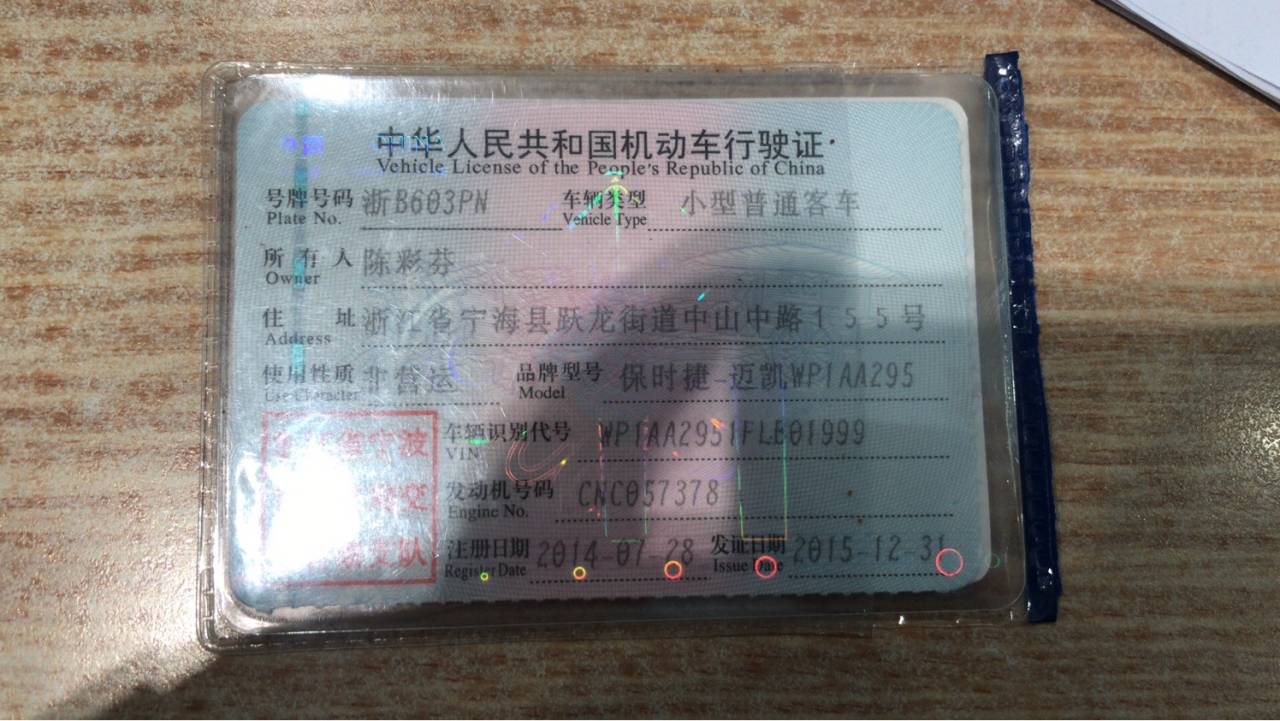 中华人民共和国机动车行驶证
Vehicle License of the People's Republic of China
号牌号码 浙B603PN 车辆类型 小型普通客车
Plate No. Vehicle Type
所有人 陈彩芬
Owner
住址 浙江省宁海县跃龙街道中山中路155号
Address
使用性质 非营运 品牌型号 保时捷-迈凯WP1AA295
Use Character Model
车辆识别代号 WP1AA2951FLB01999
VIN
发动机号码 CNC057378
Engine No.
注册日期 2014-07-28 发证日期 2015-12-31
Register Date Issue Date
省宁波
交
支队